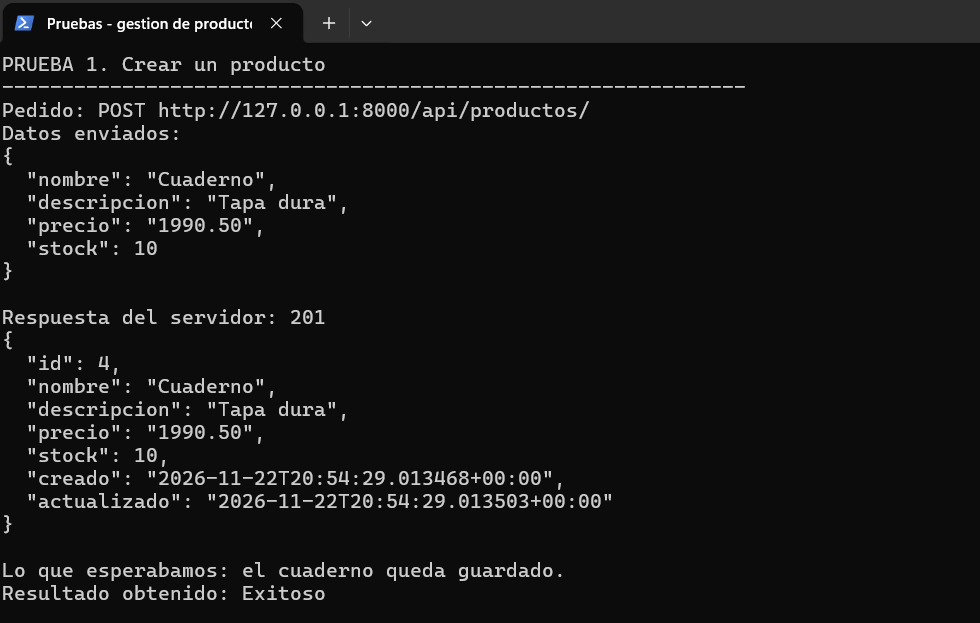 Pruebas - gestion de product
PRUEBA 1. Crear un producto
--------------------------------------------------------------
Pedido: POST http://127.0.0.1:8000/api/productos/
Datos enviados:
{
  "nombre": "Cuaderno",
  "descripcion": "Tapa dura",
  "precio": "1990.50",
  "stock": 10
}
Respuesta del servidor: 201
{
  "id": 4,
  "nombre": "Cuaderno",
  "descripcion": "Tapa dura",
  "precio": "1990.50",
  "stock": 10,
  "creado": "2026-11-22T20:54:29.013468+00:00",
  "actualizado": "2026-11-22T20:54:29.013503+00:00"
}
Lo que esperabamos: el cuaderno queda guardado.
Resultado obtenido: Exitoso